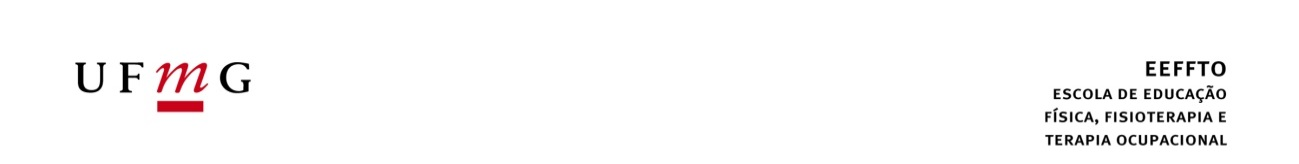 UFmG
EEFFTO
ESCOLA DE EDUCAÇÃO
FÍSICA, FISIOTERAPIA E
TERAPIA OCUPACIONAL